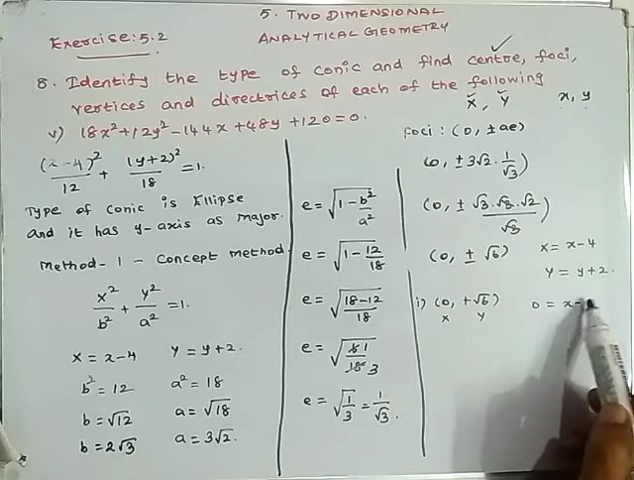 5. TWO DIMENSIONAL
ANALYTICAL GEOMETRY
Exercise: 5.2
8. Identify the type of conic and find centre, foci,
vertices and directrices of each of the following
v) 18x² + 12y² - 144x + 48y + 120 = 0.
X, Y x, y
(x-4)²/12 + (y+2)²/18 = 1.
Type of conic is Ellipse
and it has y-axis as major.
Method - 1 - Concept method
x²/b² + y²/a² = 1.
X = x-4 Y = y+2.
b² = 12 a² = 18
b = √12 a = √18
b = 2√3 a = 3√2.
e = √(1 - b²/a²)
e = √(1 - 12/18)
e = √((18-12)/18)
e = √(6 1/18 3)
e = √(1/3) = 1/√3.
Foci: (0, ± ae)
(0, ± 3√2 · 1/√3)
(0, ± √3·√3·√2/√3)
(0, ± √6) X = x-4
Y = y+2.
i) (0, +√6) 0 = x-
X Y